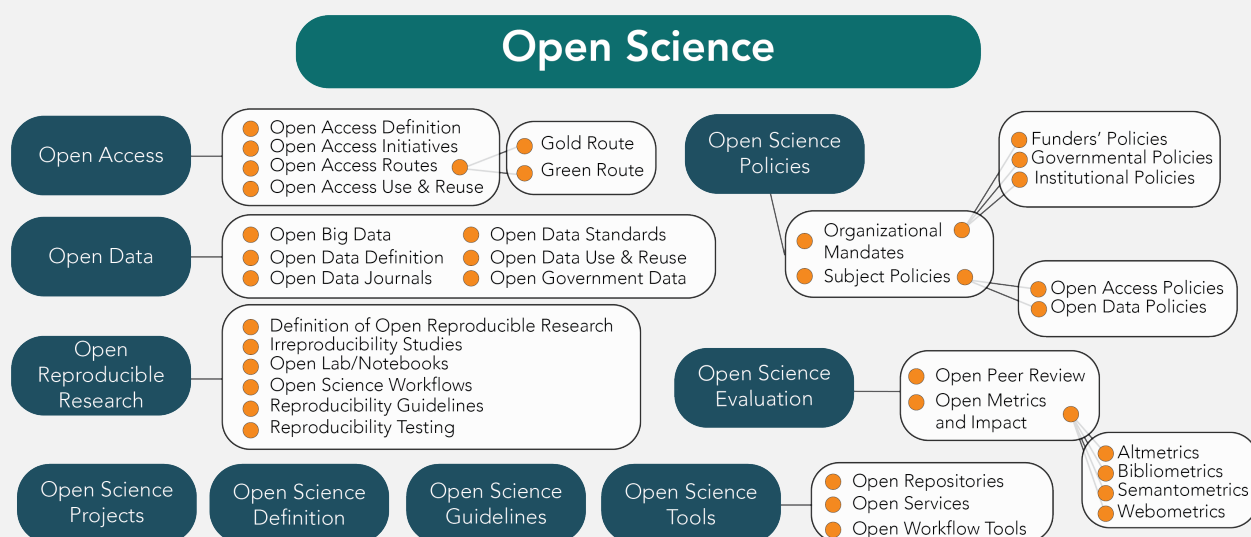 Open Science
Open Access
Open Access Definition
Open Access Initiatives
Open Access Routes
Open Access Use & Reuse
Gold Route
Green Route
Open Data
Open Big Data
Open Data Definition
Open Data Journals
Open Data Standards
Open Data Use & Reuse
Open Government Data
Open
Reproducible
Research
Definition of Open Reproducible Research
Irreproducibility Studies
Open Lab/Notebooks
Open Science Workflows
Reproducibility Guidelines
Reproducibility Testing
Open Science
Policies
Organizational
Mandates
Subject Policies
Funders’ Policies
Governmental Policies
Institutional Policies
Open Access Policies
Open Data Policies
Open Science
Evaluation
Open Peer Review
Open Metrics
and Impact
Altmetrics
Bibliometrics
Semantometrics
Webometrics
Open Science
Projects
Open Science
Definition
Open Science
Guidelines
Open Science
Tools
Open Repositories
Open Services
Open Workflow Tools